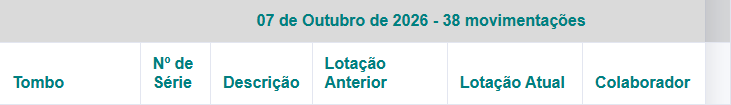 07 de Outubro de 2026 - 38 movimentações
Tombo
Nº de
Série
Descrição
Lotação
Anterior
Lotação Atual
Colaborador